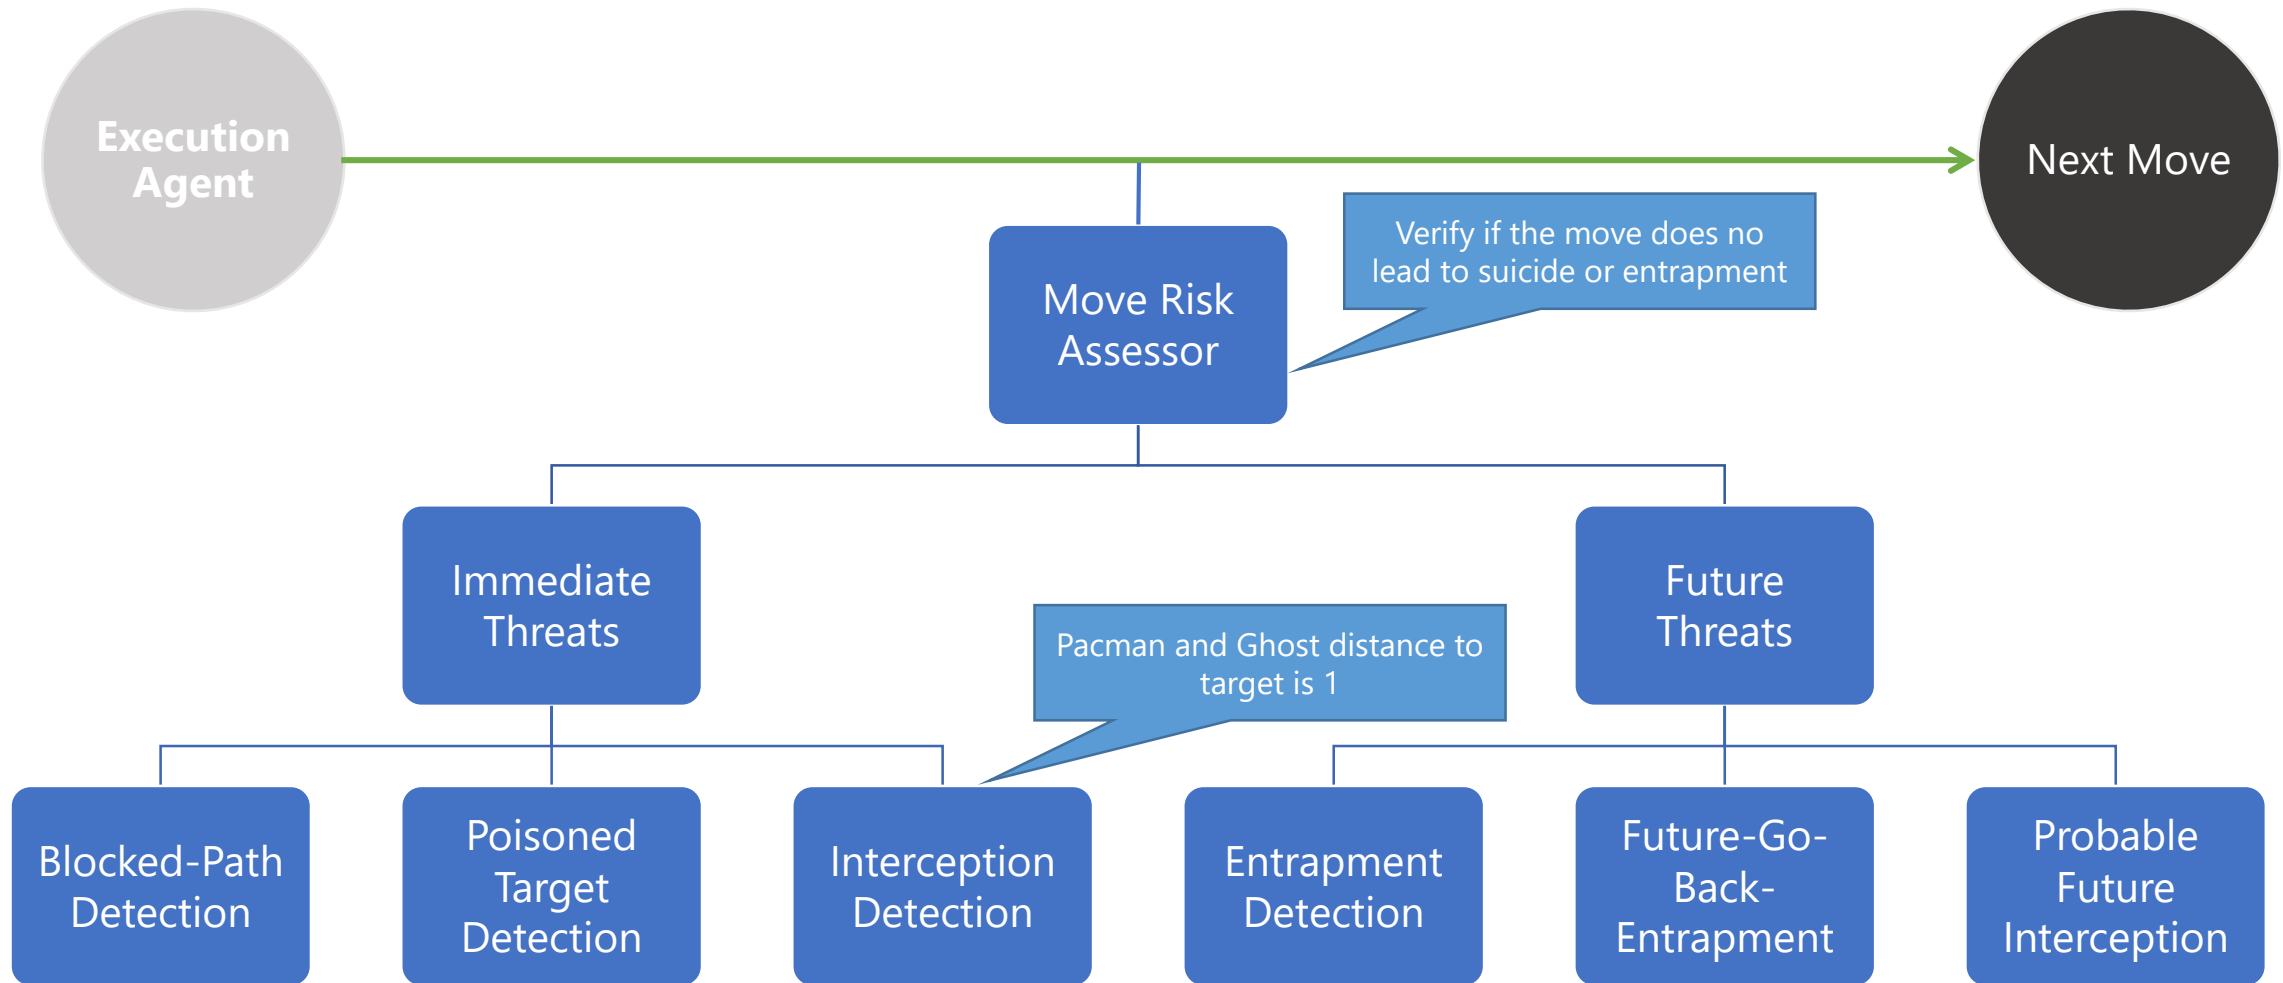 Execution
Agent
Next Move
Verify if the move does no
lead to suicide or entrapment
Move Risk
Assessor
Immediate
Threats
Future
Threats
Pacman and Ghost distance to
target is 1
Blocked-Path
Detection
Poisoned
Target
Detection
Interception
Detection
Entrapment
Detection
Future-Go-
Back-
Entrapment
Probable
Future
Interception